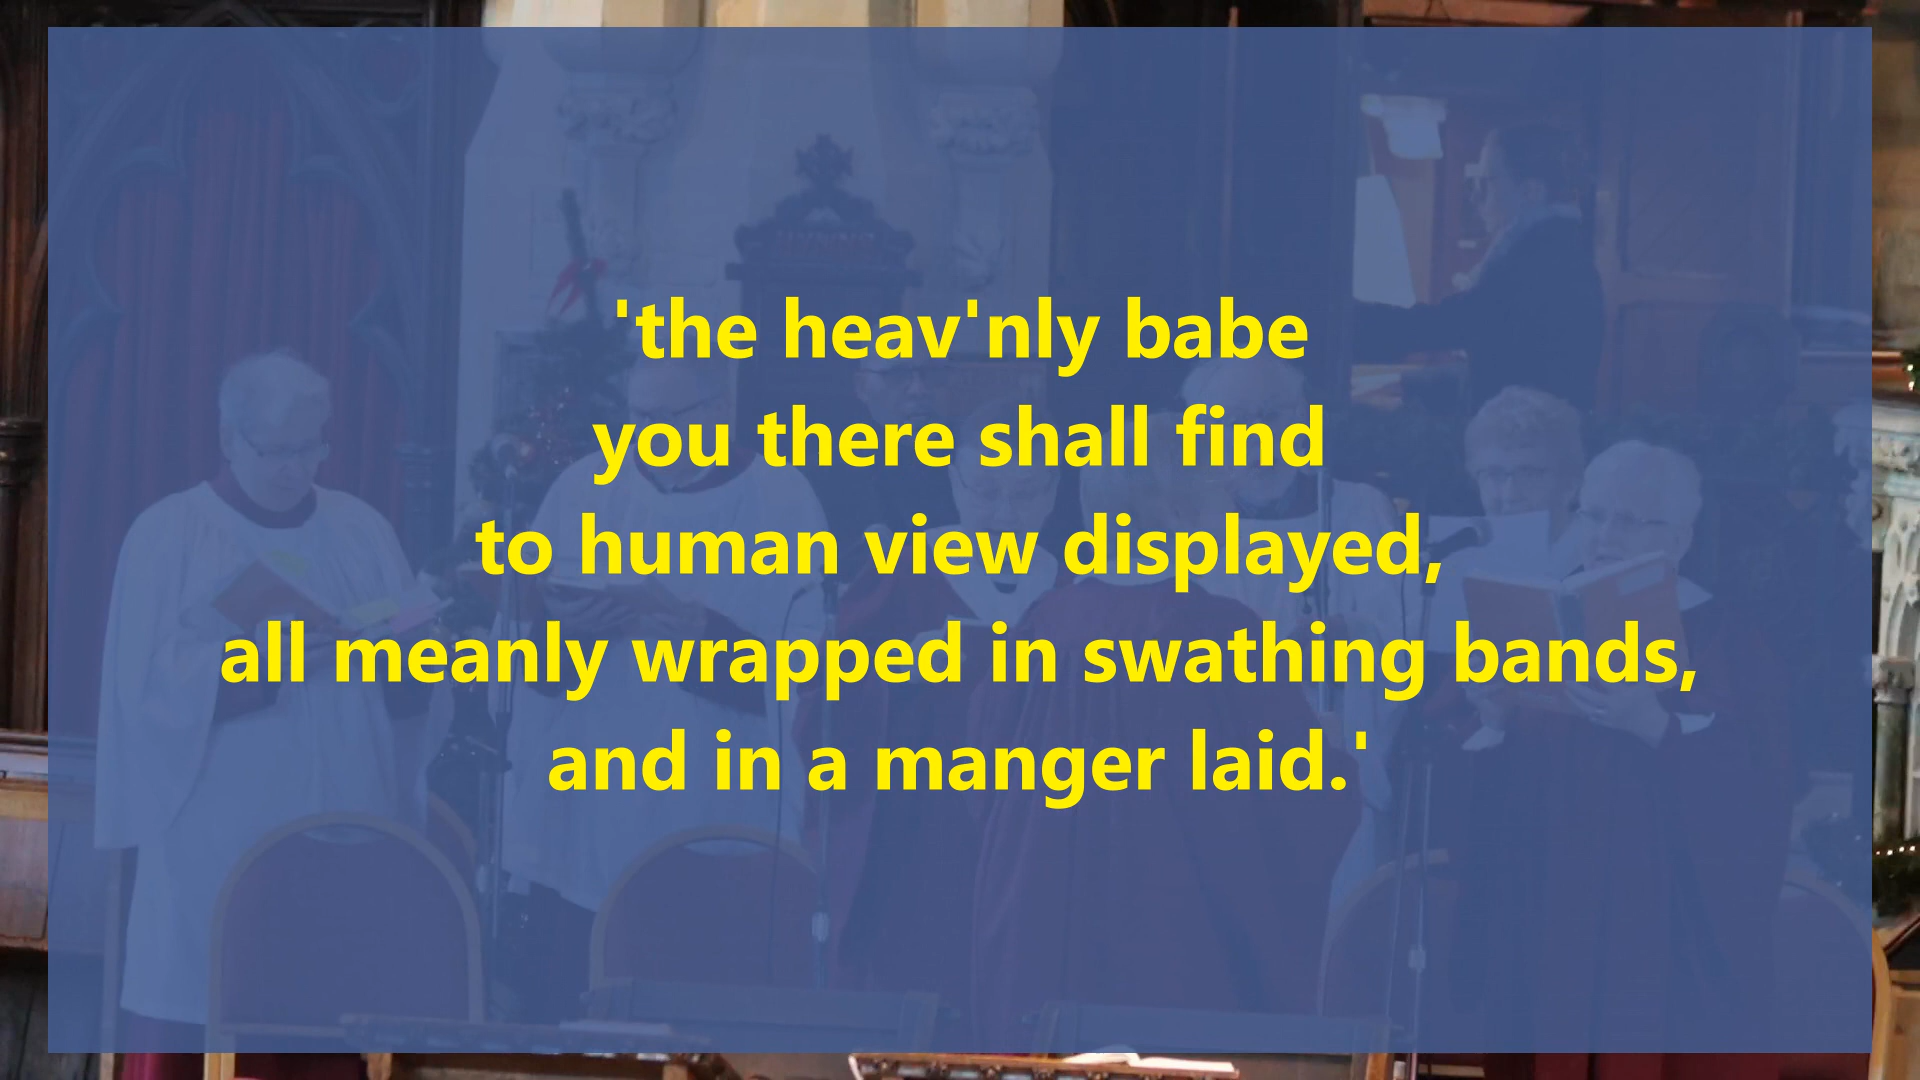 'the heav'nly babe
you there shall find
to human view displayed,
all meanly wrapped in swathing bands,
and in a manger laid.'